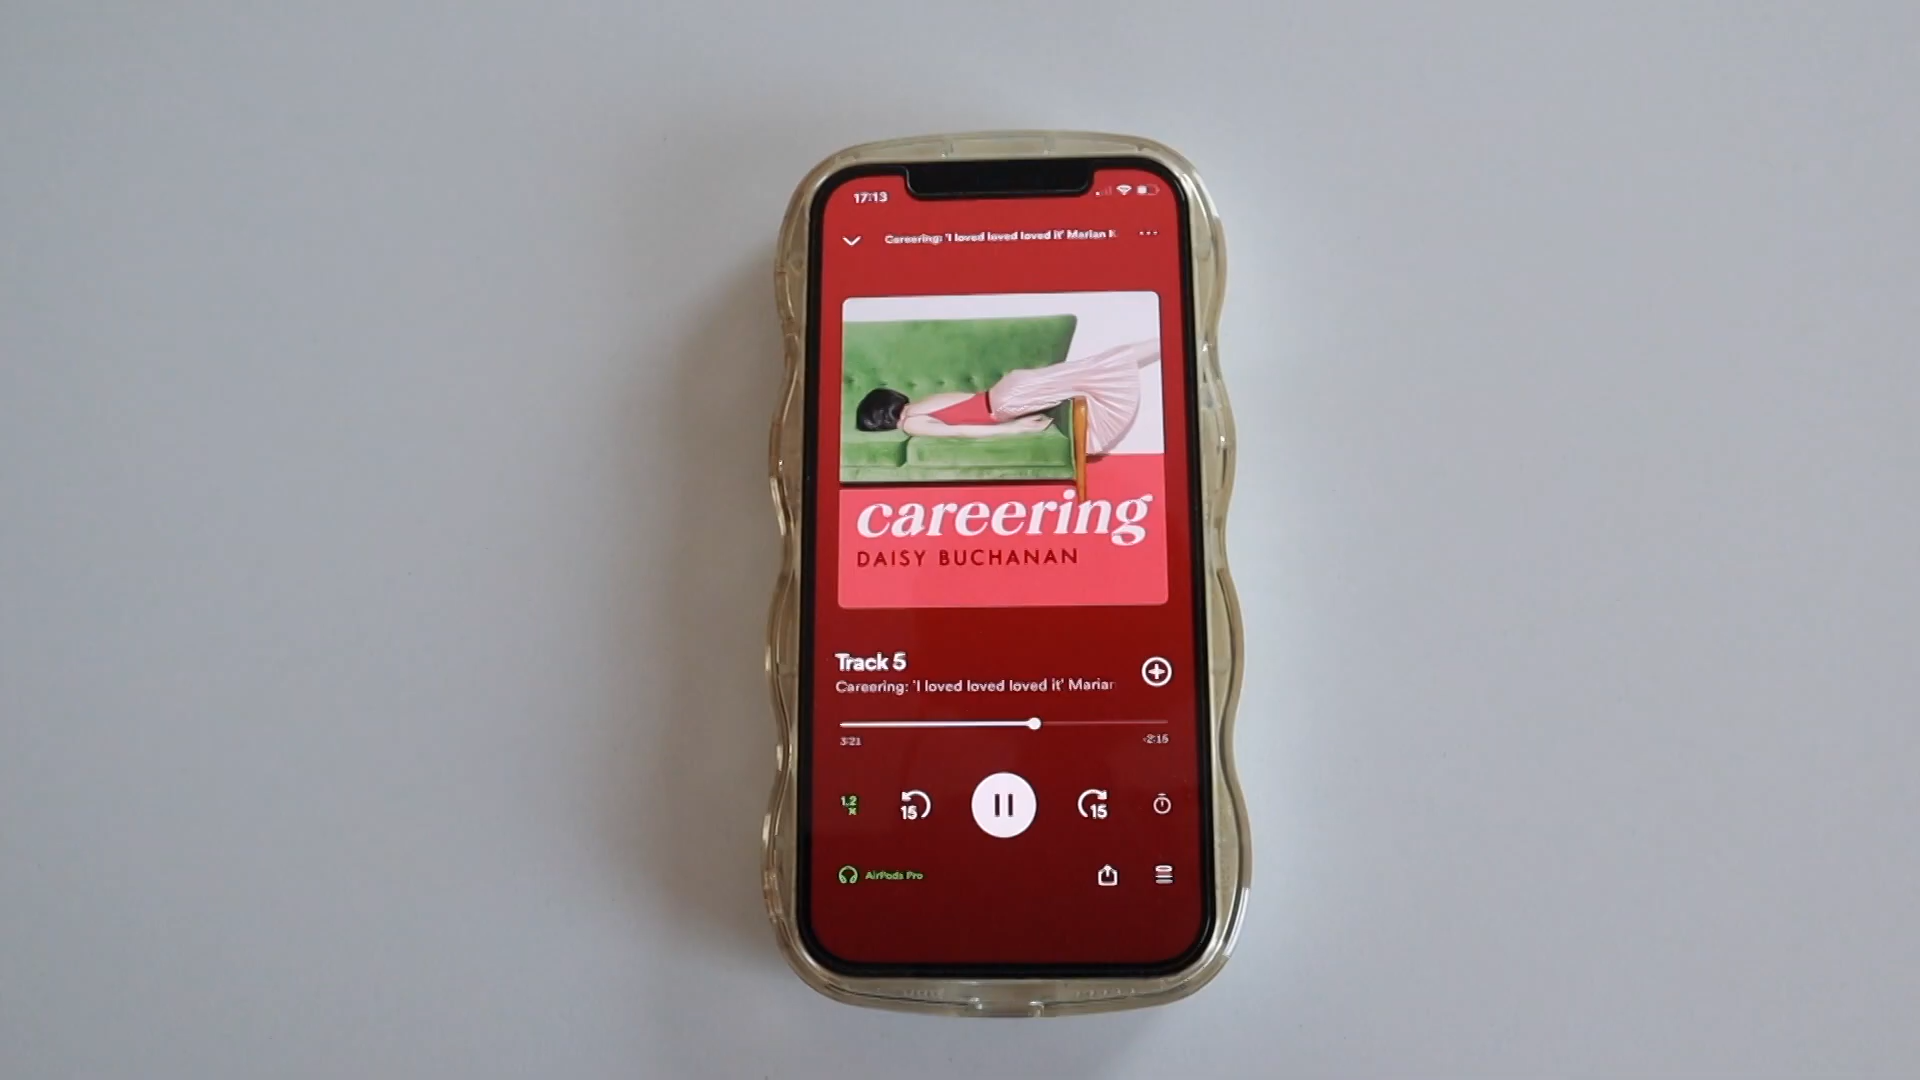 17:13
Careering: 'I loved loved loved it' Marian K
careering
DAISY BUCHANAN
Track 5
Careering: 'I loved loved loved it' Marian
3:21
-2:15
1.2
x
15
15
AirPods Pro